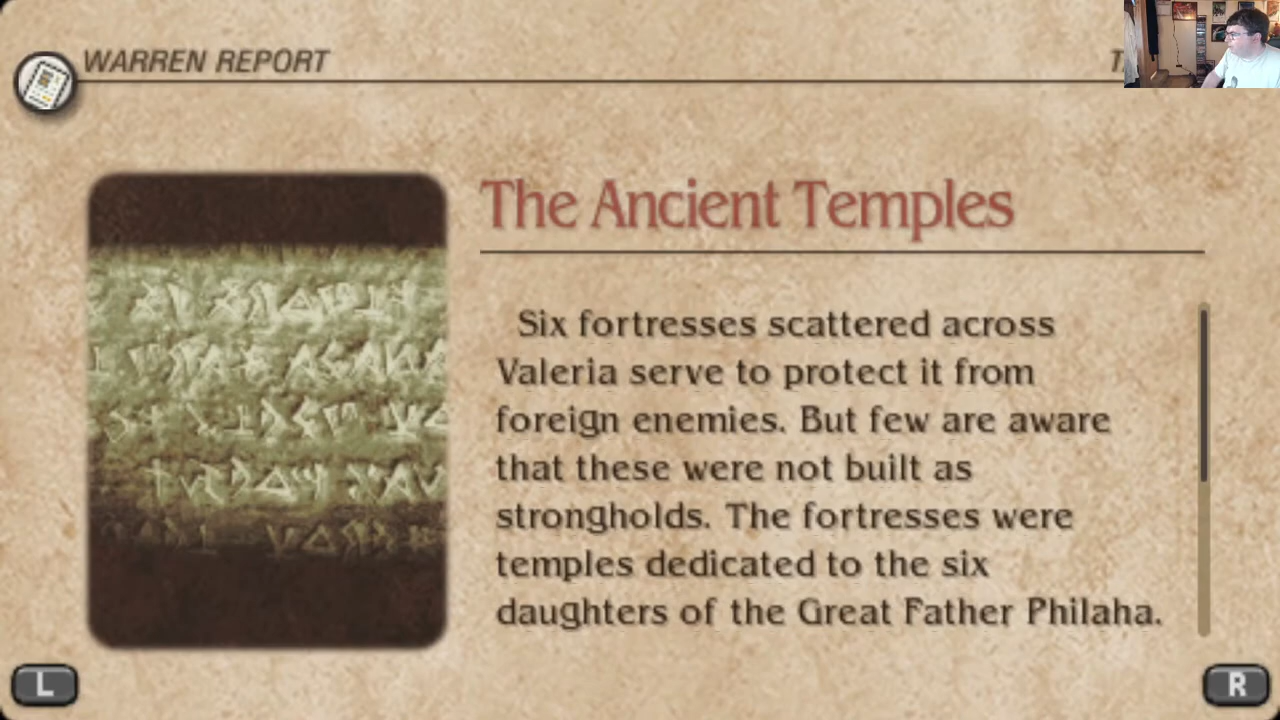 WARREN REPORT
The Ancient Temples
Six fortresses scattered across
Valeria serve to protect it from
foreign enemies. But few are aware
that these were not built as
strongholds. The fortresses were
temples dedicated to the six
daughters of the Great Father Philaha.
L
R